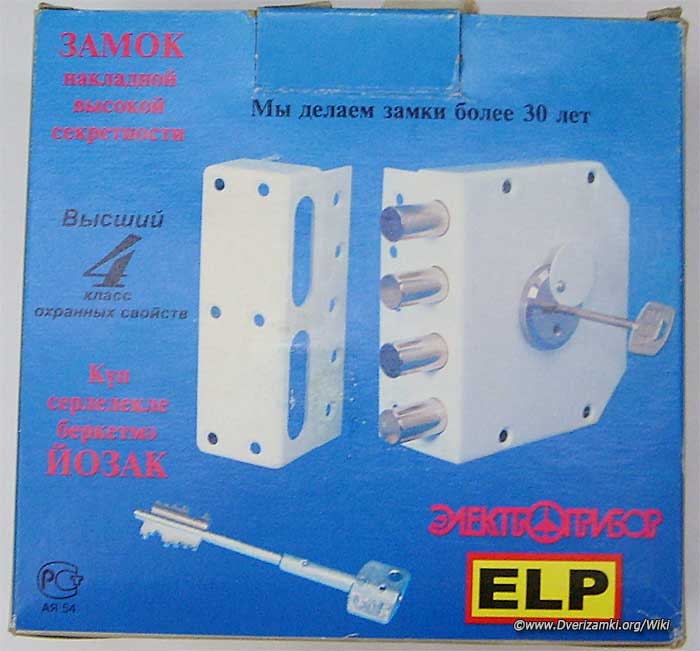 ЗАМОК
накладной
высокой
секретности
Мы делаем замки более 30 лет
Высший
4
класс
охранных свойств
Күп
серлелекле
беркетмә
ЙОЗАК
ЭЛЕКТРОПРИБОР
ELP
РСТ
АЯ 54
©www.Dverizamki.org/Wiki